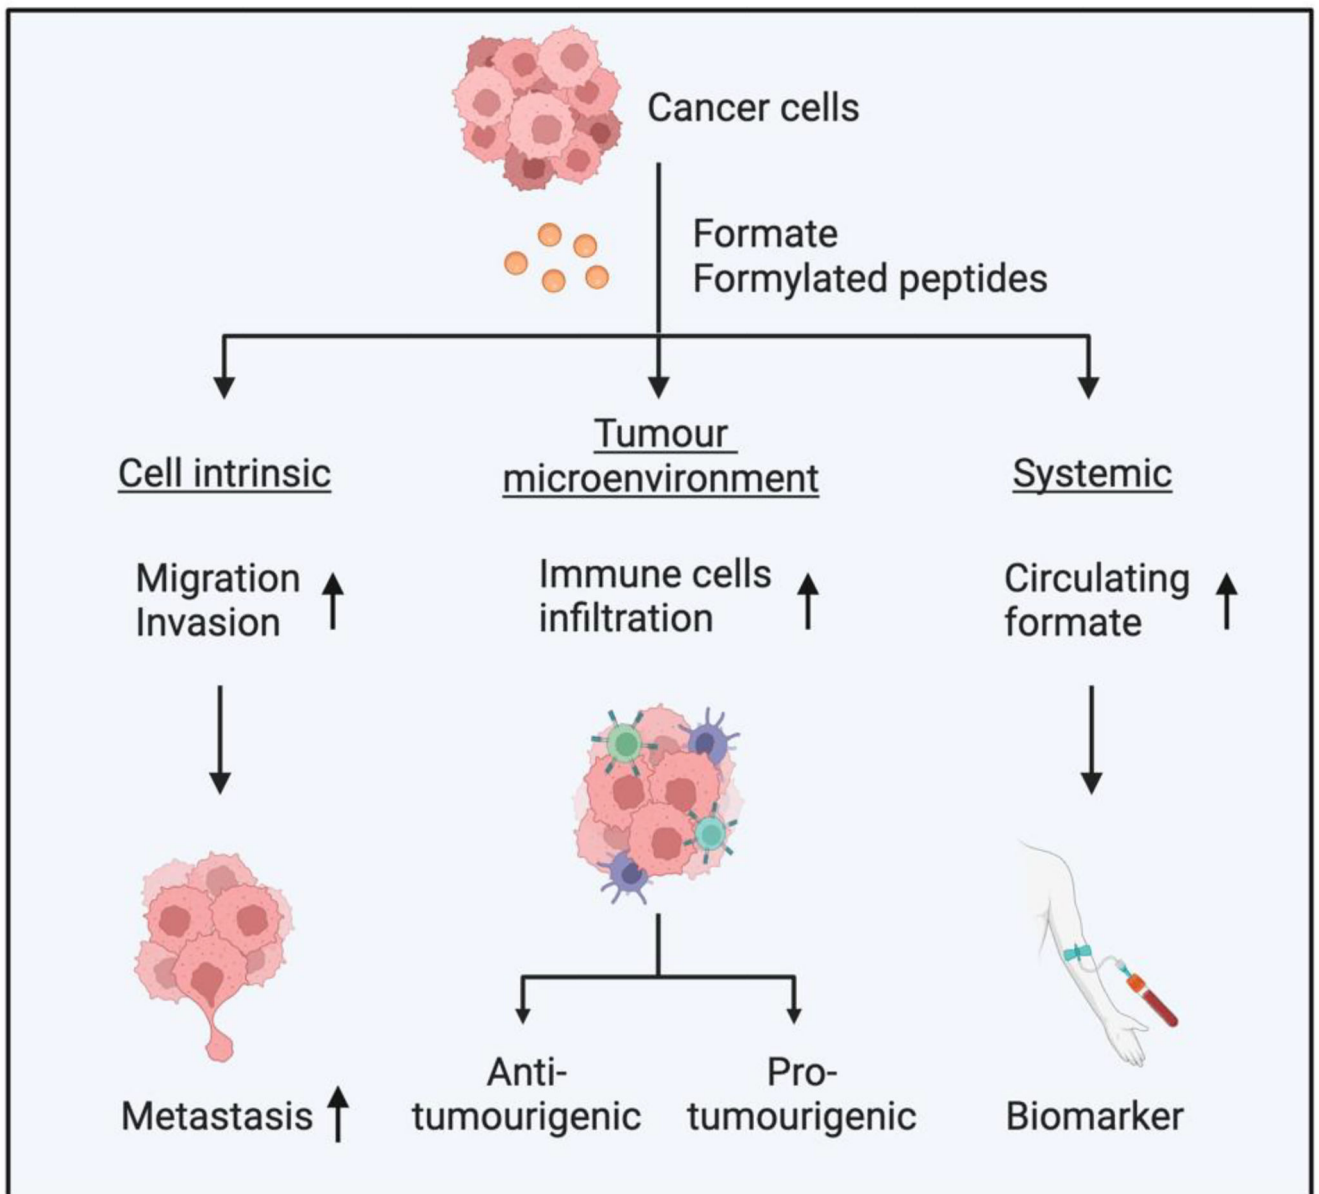 Cancer cells
Formate
Formylated peptides
Cell intrinsic
Tumour
microenvironment
Systemic
Migration
Invasion
Immune cells
infiltration
Circulating
formate
Metastasis
Anti-
tumourigenic
Pro-
tumourigenic
Biomarker